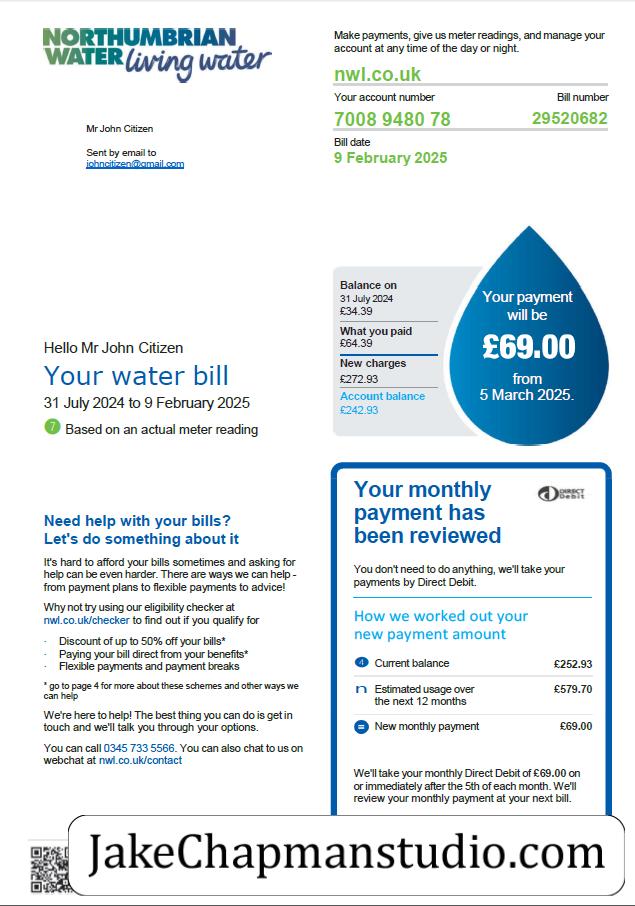 NORTHUMBRIAN
WATER living water
Make payments, give us meter readings, and manage your
account at any time of the day or night.
nwl.co.uk
Your account number Bill number
7008 9480 78 29520682
Bill date
9 February 2025
Mr John Citizen
Sent by email to
johncitizen@gmail.com
Balance on
31 July 2024
£34.39
What you paid
£64.39
New charges
£272.93
Account balance
£242.93
Your payment
will be
£69.00
from
5 March 2025.
Hello Mr John Citizen
Your water bill
31 July 2024 to 9 February 2025
7 Based on an actual meter reading
Need help with your bills?
Let's do something about it
It's hard to afford your bills sometimes and asking for
help can be even harder. There are ways we can help -
from payment plans to flexible payments to advice!
Why not try using our eligibility checker at
nwl.co.uk/checker to find out if you qualify for
· Discount of up to 50% off your bills*
· Paying your bill direct from your benefits*
· Flexible payments and payment breaks
* go to page 4 for more about these schemes and other ways we
can help
We're here to help! The best thing you can do is get in
touch and we'll talk you through your options.
You can call 0345 733 5566. You can also chat to us on
webchat at nwl.co.uk/contact
Your monthly
payment has
been reviewed
DIRECT
Debit
You don't need to do anything, we'll take your
payments by Direct Debit.
How we worked out your
new payment amount
4 Current balance £252.93
n Estimated usage over £579.70
the next 12 months
= New monthly payment £69.00
We'll take your monthly Direct Debit of £69.00 on
or immediately after the 5th of each month. We'll
review your monthly payment at your next bill.
JakeChapmanstudio.com